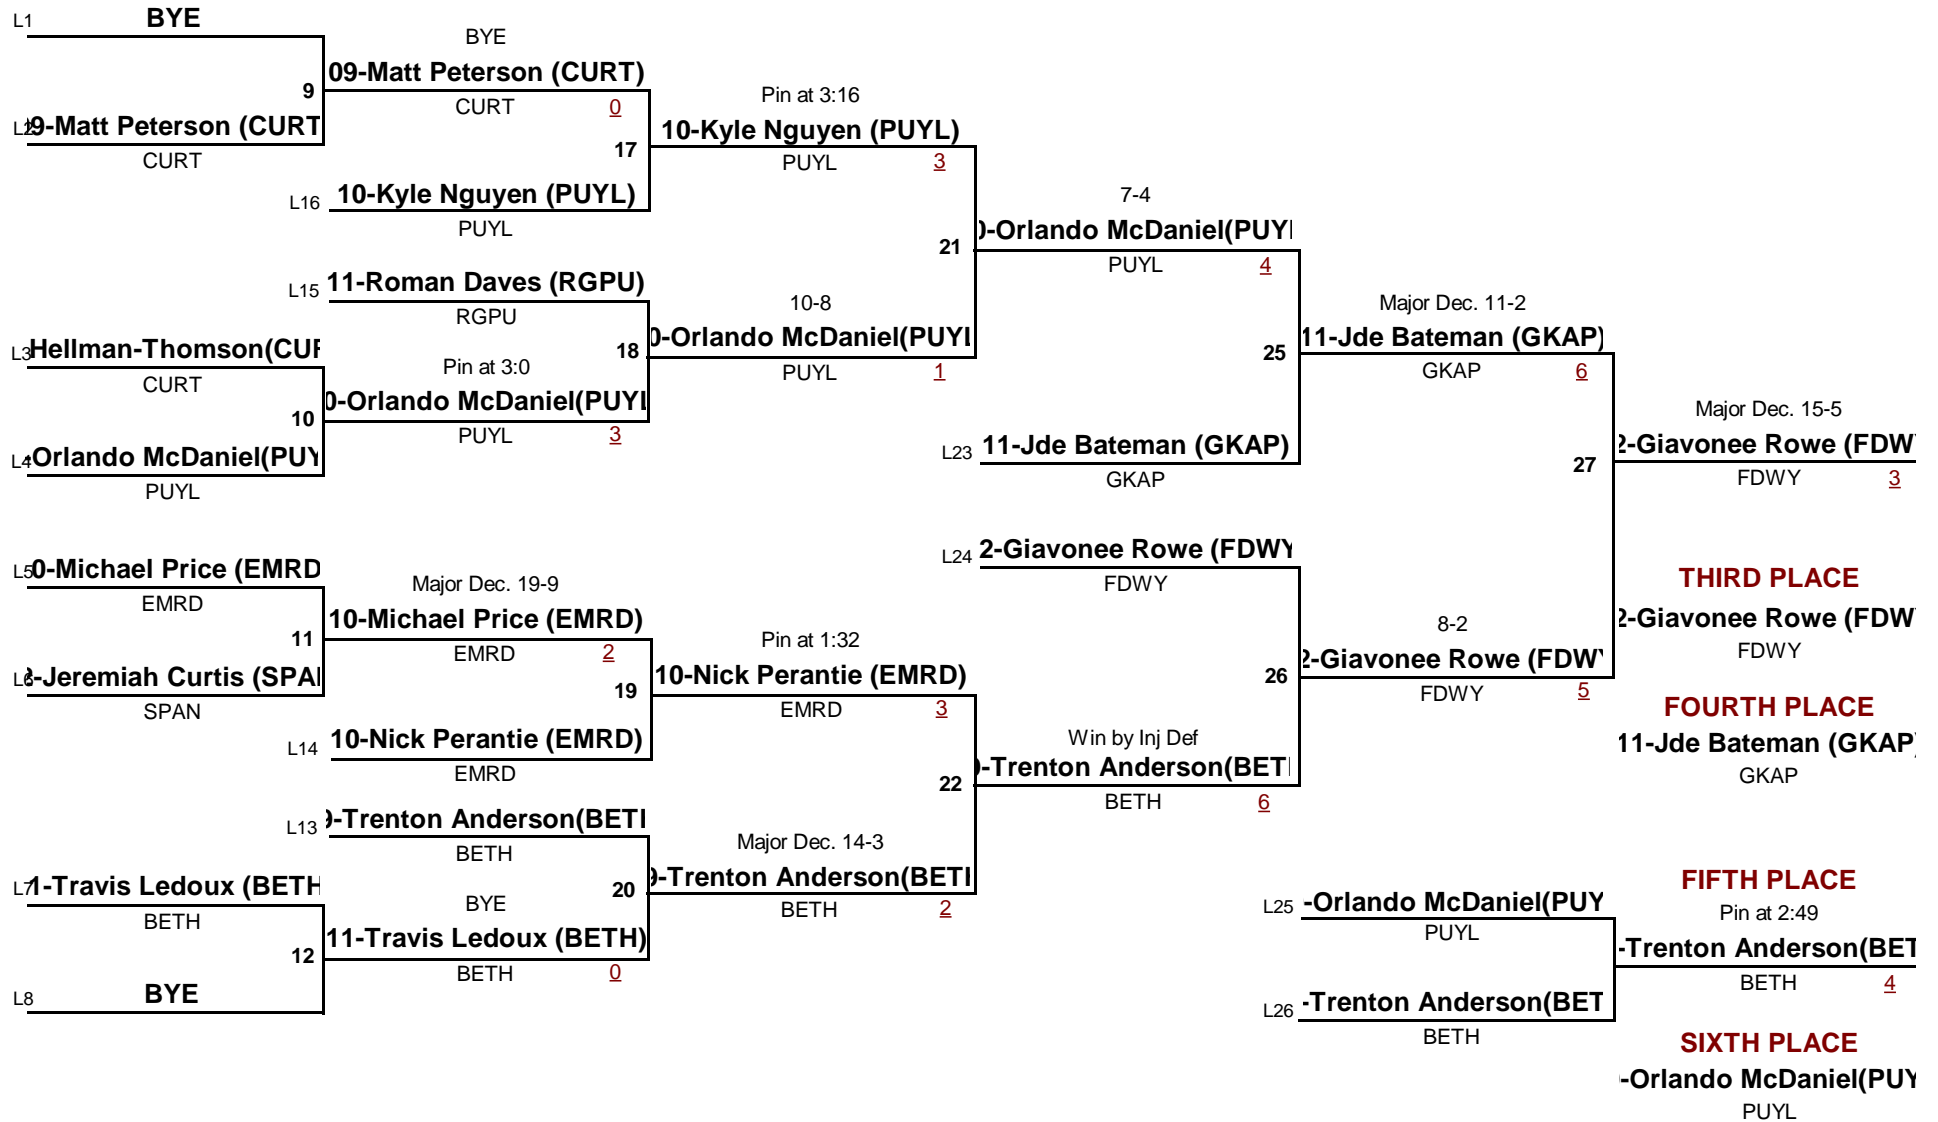 L1 BYE
BYE
09-Matt Peterson (CURT)
9
CURT 0
L2 9-Matt Peterson (CURT
CURT
Pin at 3:16
10-Kyle Nguyen (PUYL)
17
PUYL 3
L16 10-Kyle Nguyen (PUYL)
PUYL
7-4
-Orlando McDaniel(PUY
21
PUYL 4
L15 11-Roman Daves (RGPU)
RGPU
10-8
0-Orlando McDaniel(PUYL
18
PUYL 1
L3 Hellman-Thomson(CUR
CURT
Pin at 3:0
0-Orlando McDaniel(PUYL
10
PUYL 3
L4 Orlando McDaniel(PUY
PUYL
Major Dec. 11-2
11-Jde Bateman (GKAP)
25
GKAP 6
L23 11-Jde Bateman (GKAP)
GKAP
Major Dec. 15-5
2-Giavonee Rowe (FDW
27
FDWY 3
L5 0-Michael Price (EMRD
EMRD
Major Dec. 19-9
10-Michael Price (EMRD)
11
EMRD 2
L6 -Jeremiah Curtis (SPA
SPAN
L24 2-Giavonee Rowe (FDWY
FDWY
8-2
2-Giavonee Rowe (FDW
26
FDWY 5
THIRD PLACE
2-Giavonee Rowe (FDW
FDWY
FOURTH PLACE
11-Jde Bateman (GKAP)
GKAP
Pin at 1:32
10-Nick Perantie (EMRD)
19
EMRD 3
L14 10-Nick Perantie (EMRD)
EMRD
Win by Inj Def
-Trenton Anderson(BET
22
BETH 6
L13 -Trenton Anderson(BET
BETH
Major Dec. 14-3
9-Trenton Anderson(BET
20
BETH 2
L7 1-Travis Ledoux (BETH
BETH
BYE
11-Travis Ledoux (BETH)
12
BETH 0
L8 BYE
L25 -Orlando McDaniel(PUY
PUYL
FIFTH PLACE
Pin at 2:49
-Trenton Anderson(BET
BETH 4
L26 -Trenton Anderson(BET
BETH
SIXTH PLACE
-Orlando McDaniel(PUY
PUYL